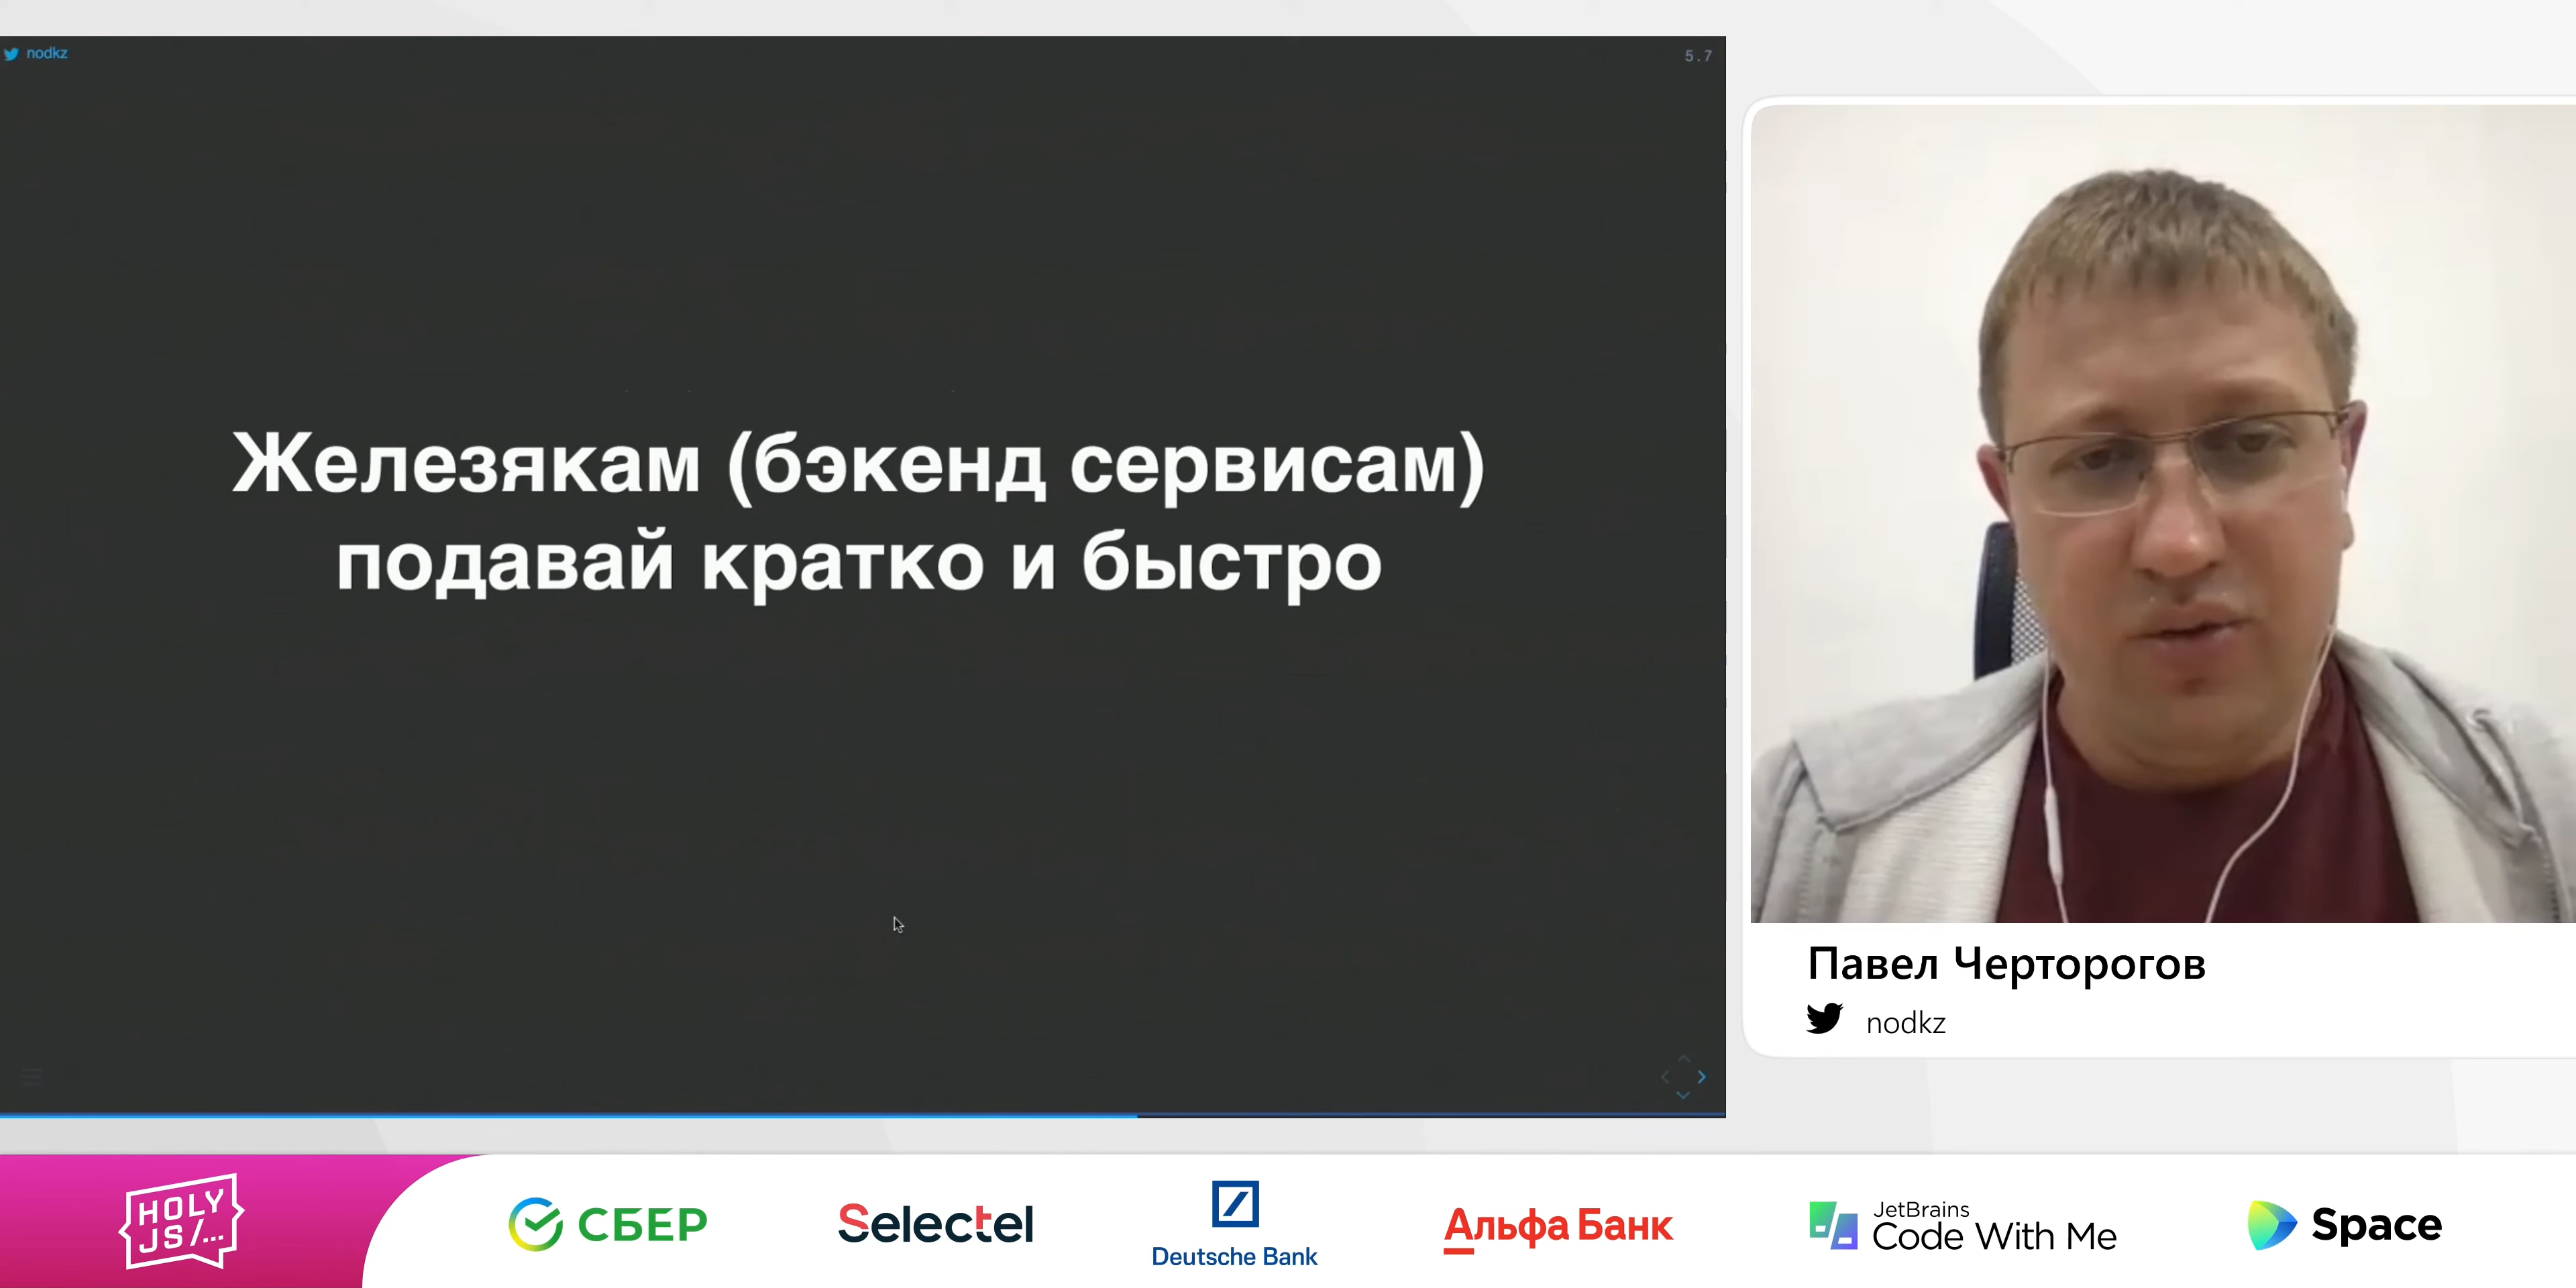 nodkz
5.7
Железякам (бэкенд сервисам)
подавай кратко и быстро
Павел Черторогов
nodkz
HOLY
JS/...
СБЕР
Selectel
Deutsche Bank
Альфа Банк
JetBrains
Code With Me
Space